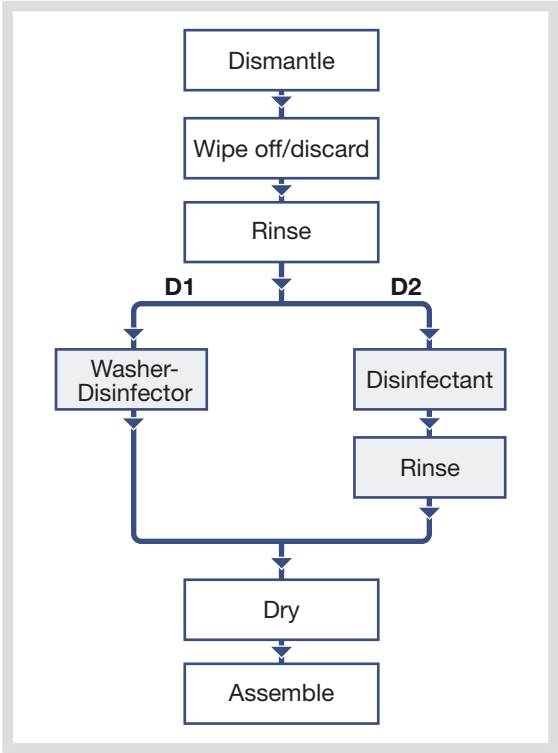 Dismantle
Wipe off/discard
Rinse
D1
D2
Washer-
Disinfector
Disinfectant
Rinse
Dry
Assemble